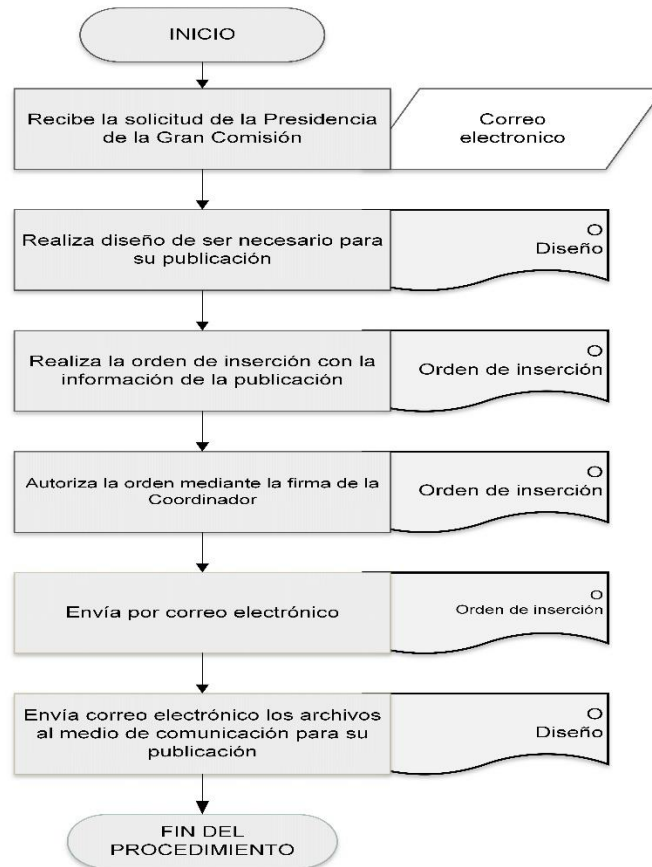 INICIO
Recibe la solicitud de la Presidencia
de la Gran Comisión
Correo
electronico
Realiza diseño de ser necesario para
su publicación
O
Diseño
Realiza la orden de inserción con la
información de la publicación
O
Orden de inserción
Autoriza la orden mediante la firma de la
Coordinador
O
Orden de inserción
Envía por correo electrónico
O
Orden de inserción
Envía correo electrónico los archivos
al medio de comunicación para su
publicación
O
Diseño
FIN DEL
PROCEDIMIENTO